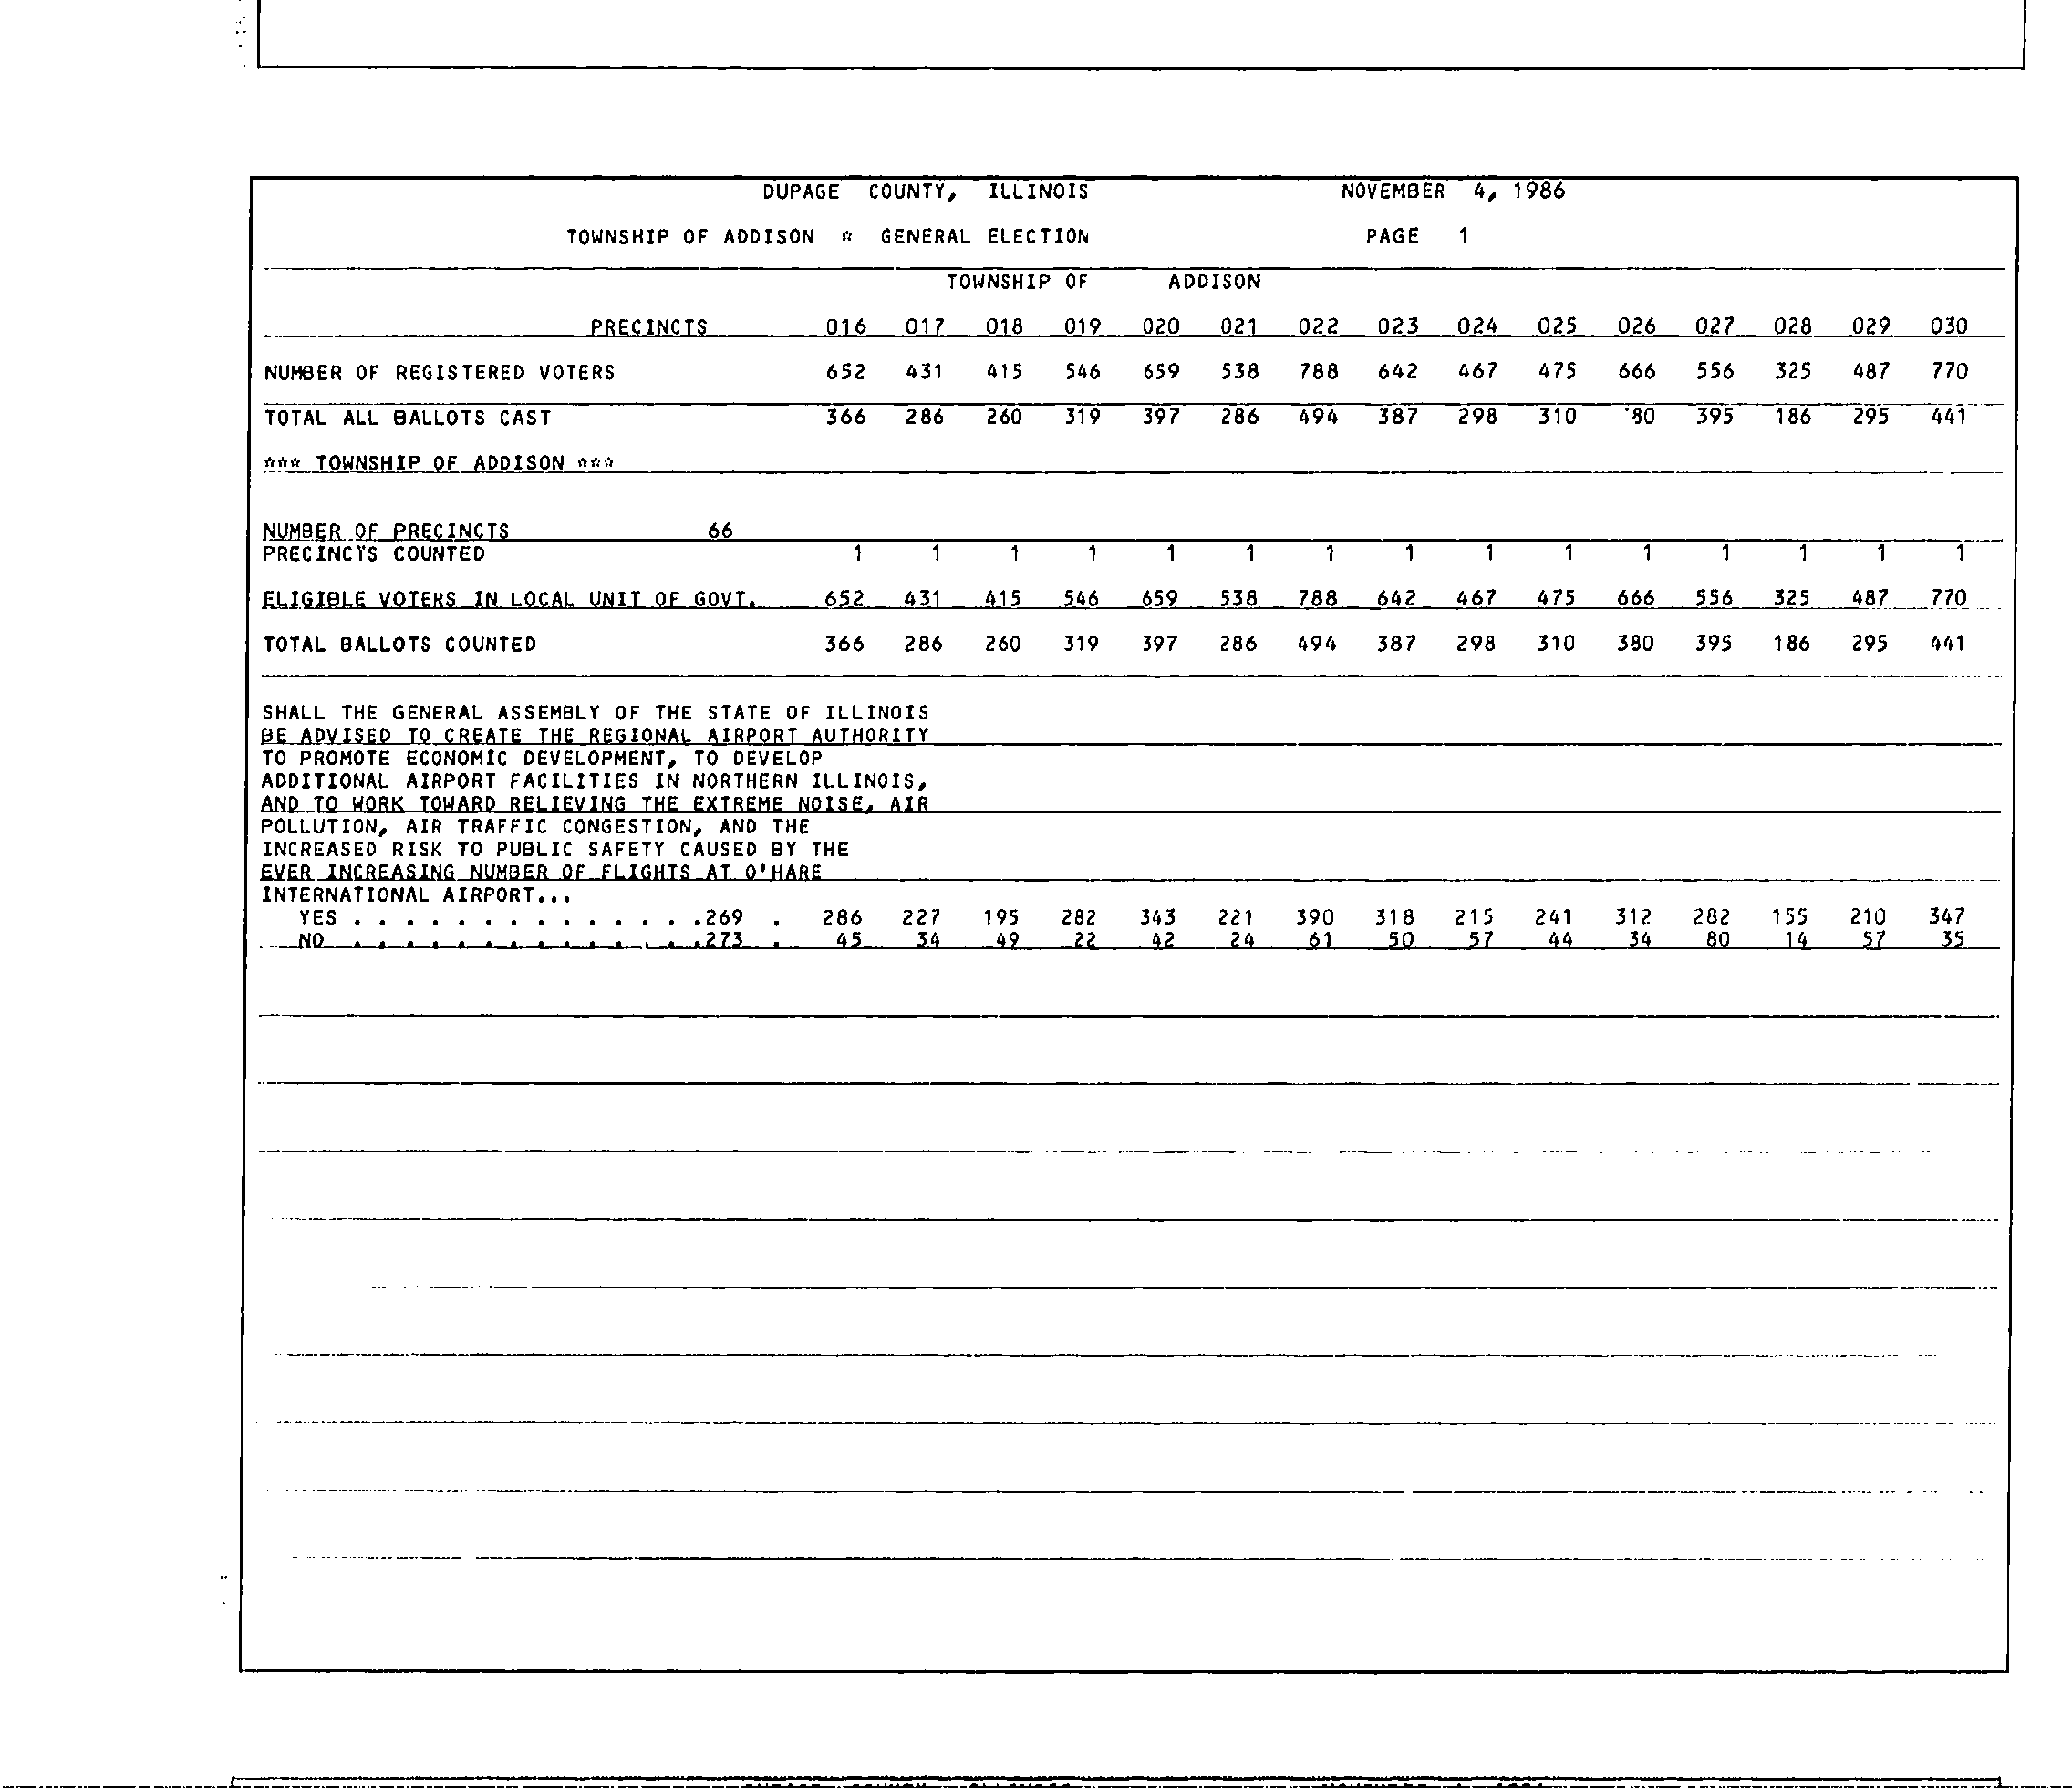 DUPAGE COUNTY, ILLINOIS NOVEMBER 4, 1986
TOWNSHIP OF ADDISON * GENERAL ELECTION PAGE 1
TOWNSHIP OF ADDISON
PRECINCTS 016 017 018 019 020 021 022 023 024 025 026 027 028 029 030
NUMBER OF REGISTERED VOTERS 652 431 415 546 659 538 788 642 467 475 666 556 325 487 770
TOTAL ALL BALLOTS CAST 366 286 260 319 397 286 494 387 298 310 '80 395 186 295 441
*** TOWNSHIP OF ADDISON ***
NUMBER OF PRECINCTS 66
PRECINCTS COUNTED 1 1 1 1 1 1 1 1 1 1 1 1 1 1 1
ELIGIBLE VOTERS IN LOCAL UNIT OF GOVT. 652 431 415 546 659 538 788 642 467 475 666 556 325 487 770
TOTAL BALLOTS COUNTED 366 286 260 319 397 286 494 387 298 310 380 395 186 295 441
SHALL THE GENERAL ASSEMBLY OF THE STATE OF ILLINOIS
BE ADVISED TO CREATE THE REGIONAL AIRPORT AUTHORITY
TO PROMOTE ECONOMIC DEVELOPMENT, TO DEVELOP
ADDITIONAL AIRPORT FACILITIES IN NORTHERN ILLINOIS,
AND TO WORK TOWARD RELIEVING THE EXTREME NOISE, AIR
POLLUTION, AIR TRAFFIC CONGESTION, AND THE
INCREASED RISK TO PUBLIC SAFETY CAUSED BY THE
EVER INCREASING NUMBER OF FLIGHTS AT O'HARE
INTERNATIONAL AIRPORT...
YES . . . . . . . . . . . . . .269 . 286 227 195 282 343 221 390 318 215 241 312 282 155 210 347
NO . . . . . . . . . . . . . .273 . 45 34 49 22 42 24 61 50 57 44 34 80 14 57 35